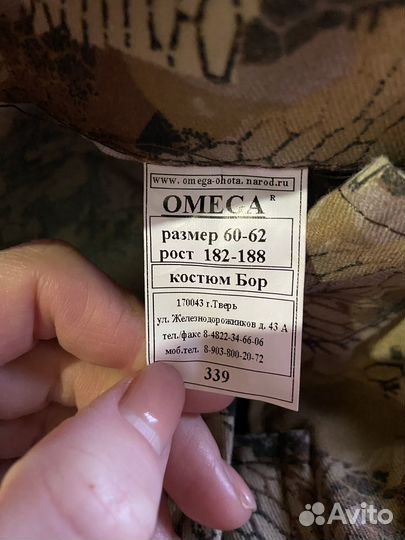 www.omega-ohota.narod.ru
OMEGA®
размер 60-62
рост 182-188
костюм Бор
170043 г.Тверь
ул. Железнодорожников д. 43 А
тел./факс 8-4822-34-66-06
моб.тел. 8-903-800-20-72
339
Avito